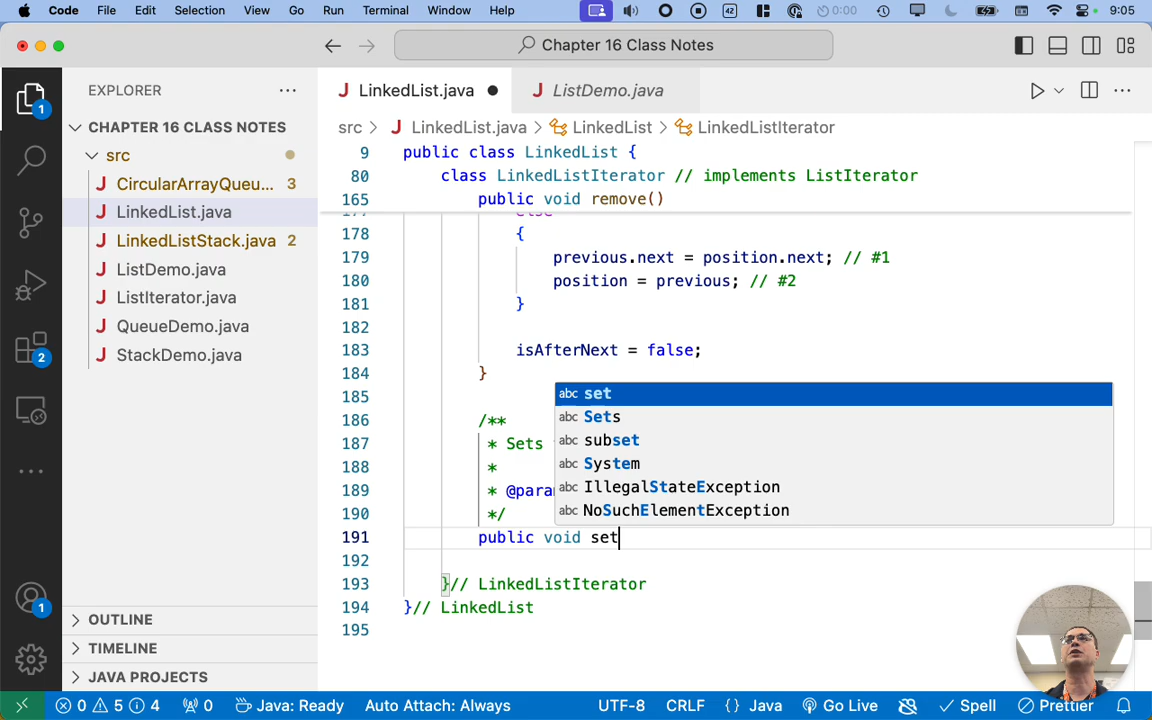 Code File Edit Selection View Go Run Terminal Window Help 42 0:00 9:05
Chapter 16 Class Notes
EXPLORER
LinkedList.java
ListDemo.java
src LinkedList.java LinkedList LinkedListIterator
CHAPTER 16 CLASS NOTES
src
CircularArrayQueu... 3
LinkedList.java
LinkedListStack.java 2
ListDemo.java
ListIterator.java
QueueDemo.java
StackDemo.java
OUTLINE
TIMELINE
JAVA PROJECTS
1
2
1
9 public class LinkedList {
80 class LinkedListIterator // implements ListIterator
165 public void remove()
177 else
178 {
179 previous.next = position.next; // #1
180 position = previous; // #2
181 }
182
183 isAfterNext = false;
184 }
185
186 /**
187 * Sets
188 *
189 * @para
190 */
191 public void set
192
193 }// LinkedListIterator
194 }// LinkedList
195
abc set
abc Sets
abc subset
abc System
abc IllegalStateException
abc NoSuchElementException
0 5 4 0 Java: Ready Auto Attach: Always UTF-8 CRLF {} Java Go Live Spell Prettier